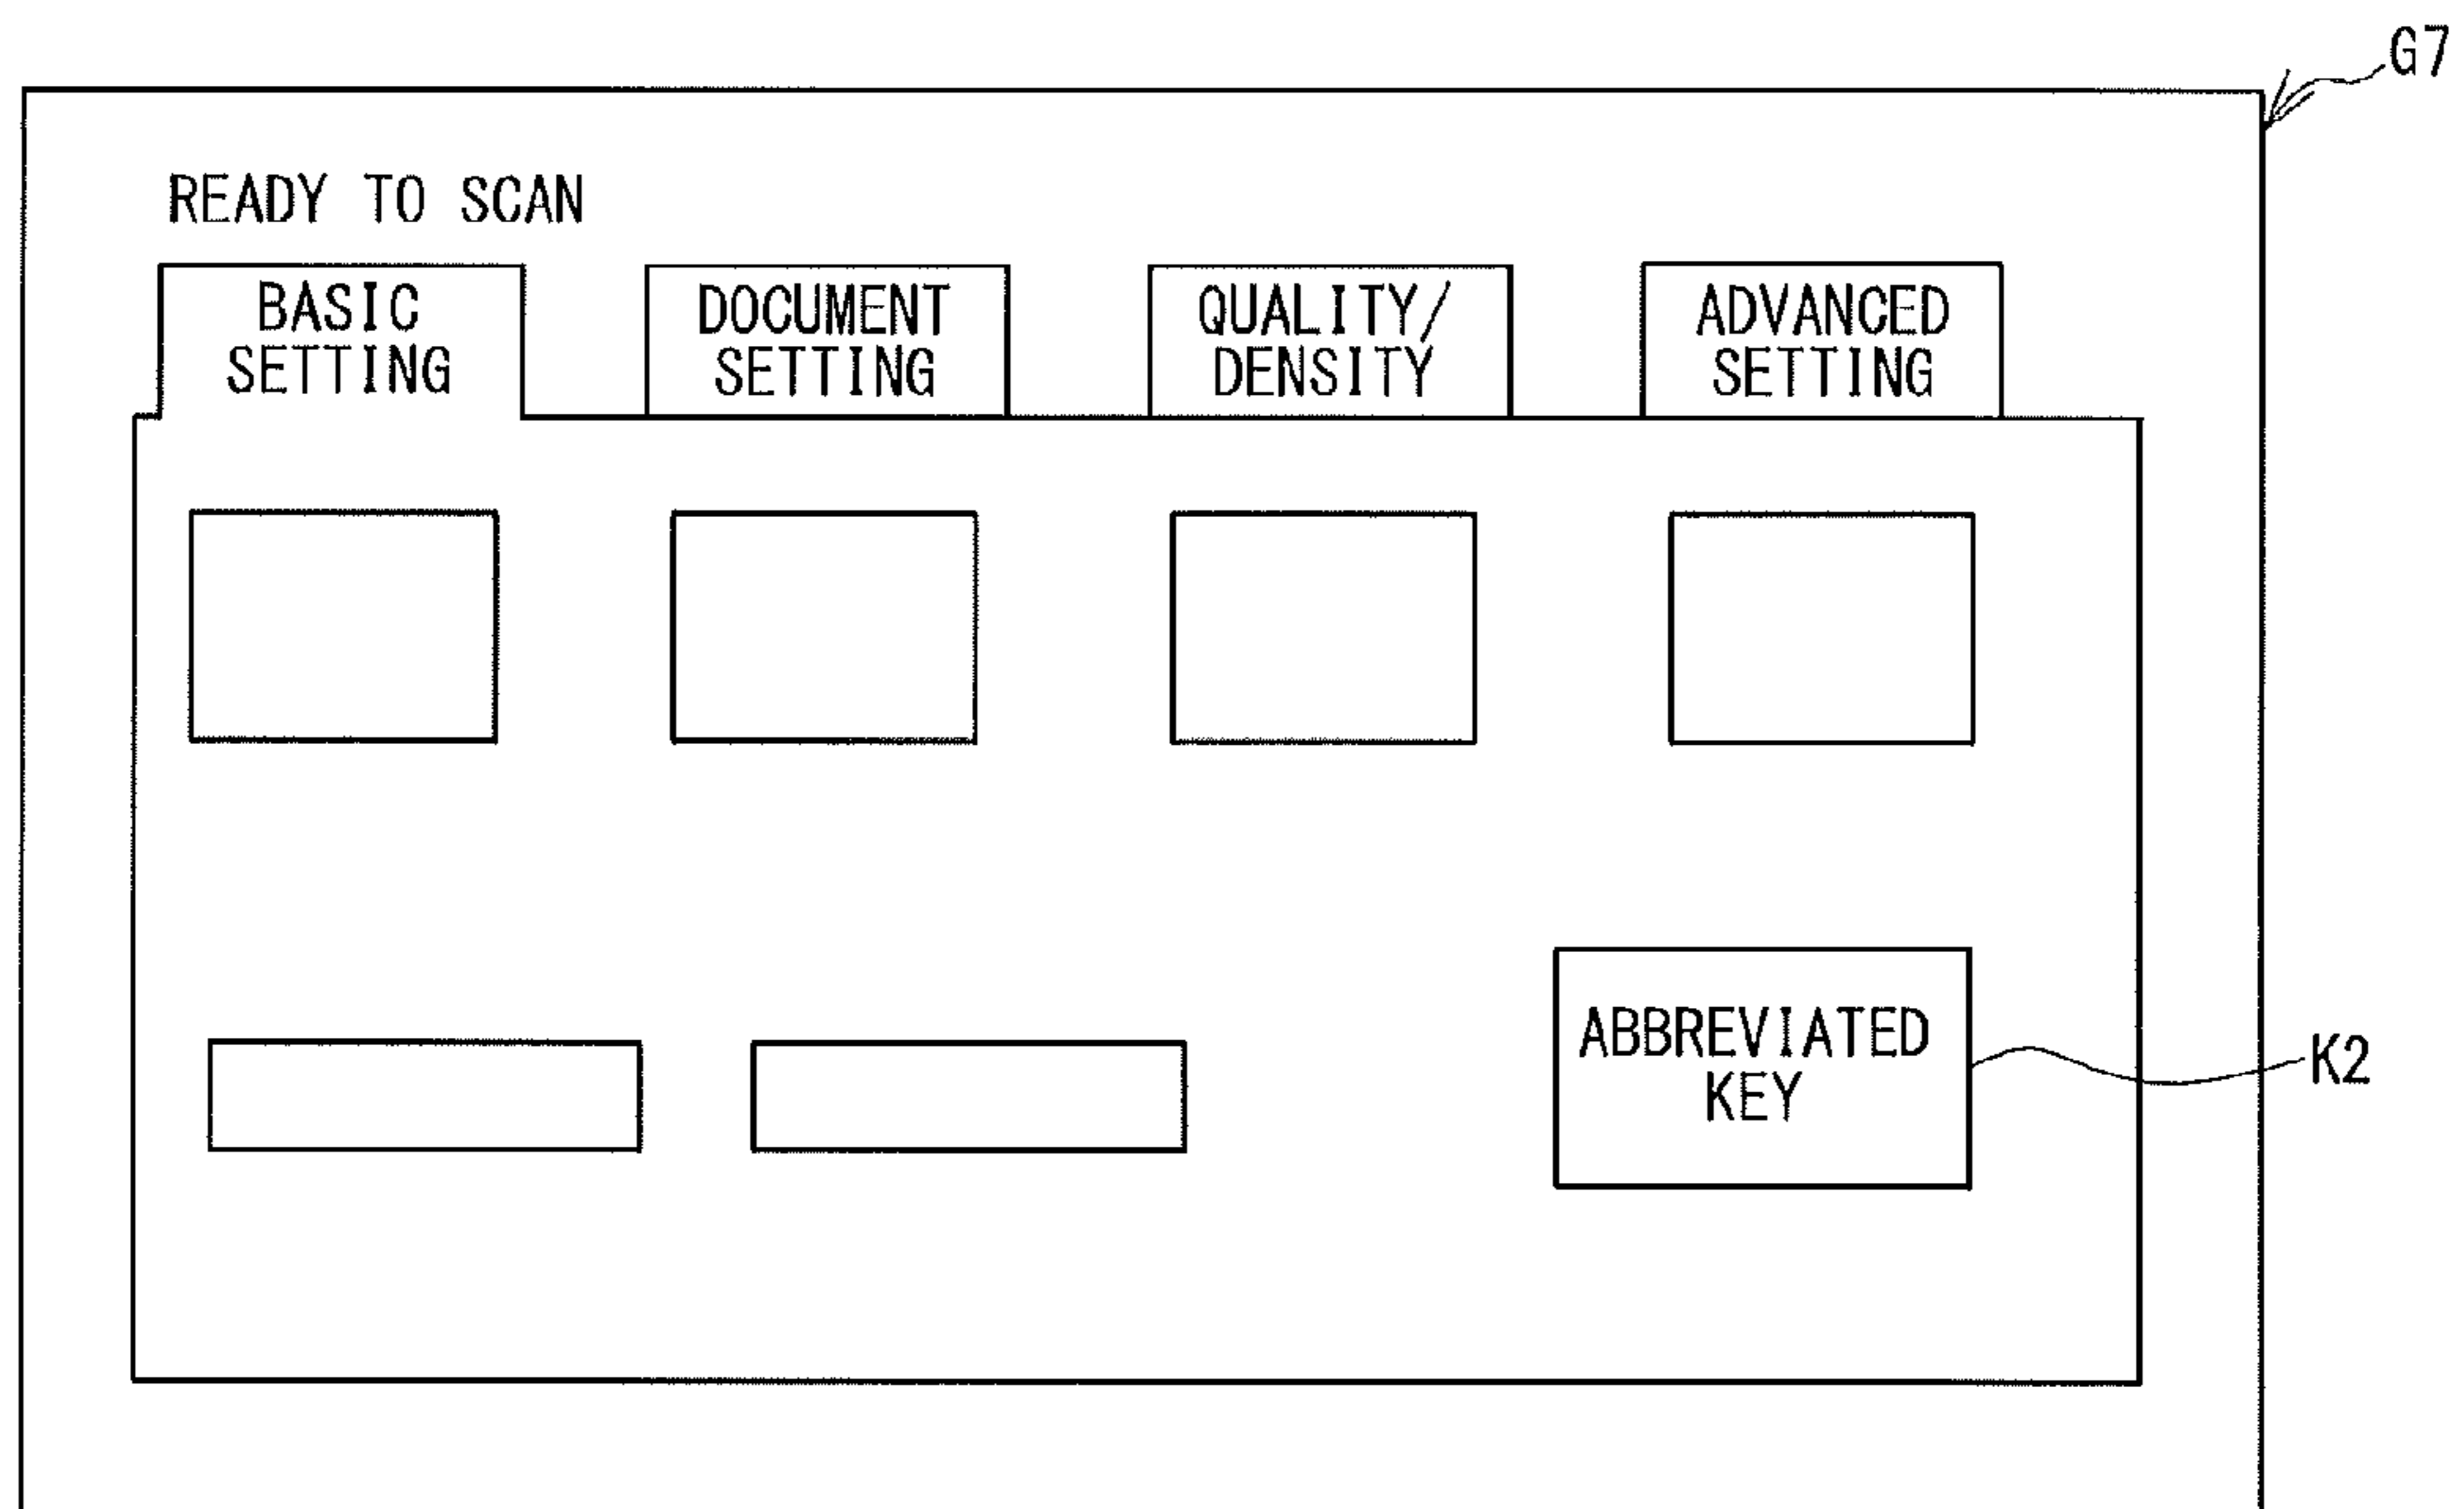 G7
READY TO SCAN
BASIC
SETTING
DOCUMENT
SETTING
QUALITY/
DENSITY
ADVANCED
SETTING
ABBREVIATED
KEY
K2